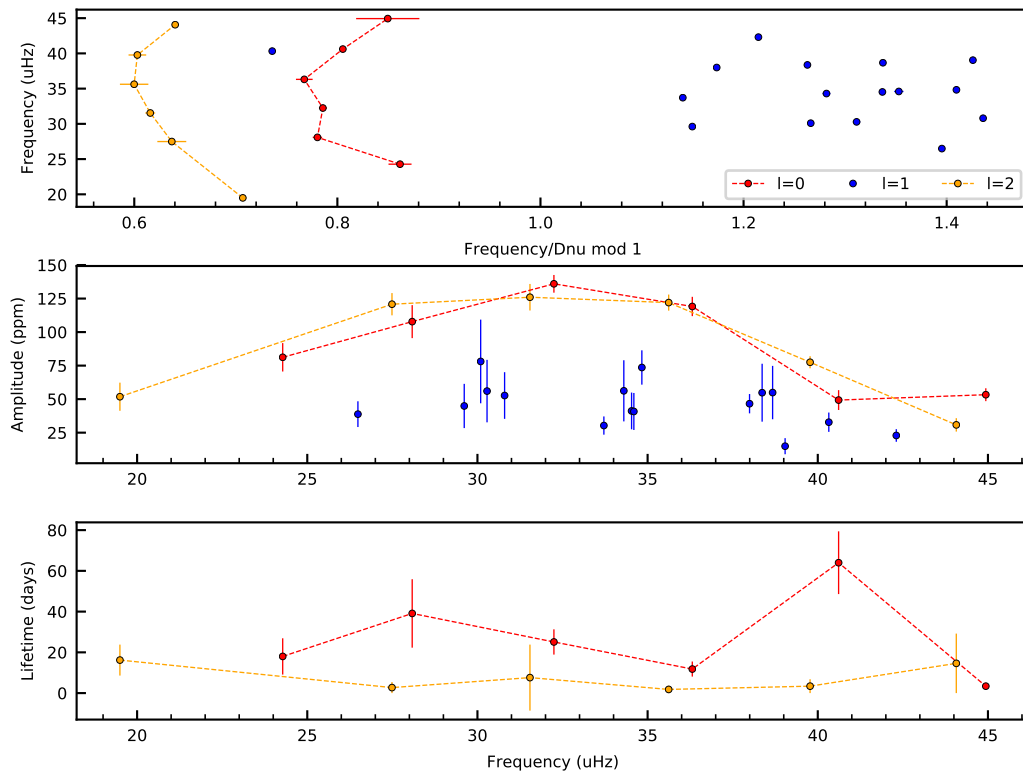 45
40
35
30
25
20
Frequency (uHz)
l=0 l=1 l=2
0.6 0.8 1.0 1.2 1.4
Frequency/Dnu mod 1
150
125
100
75
50
25
Amplitude (ppm)
20 25 30 35 40 45
80
60
40
20
0
Lifetime (days)
20 25 30 35 40 45
Frequency (uHz)